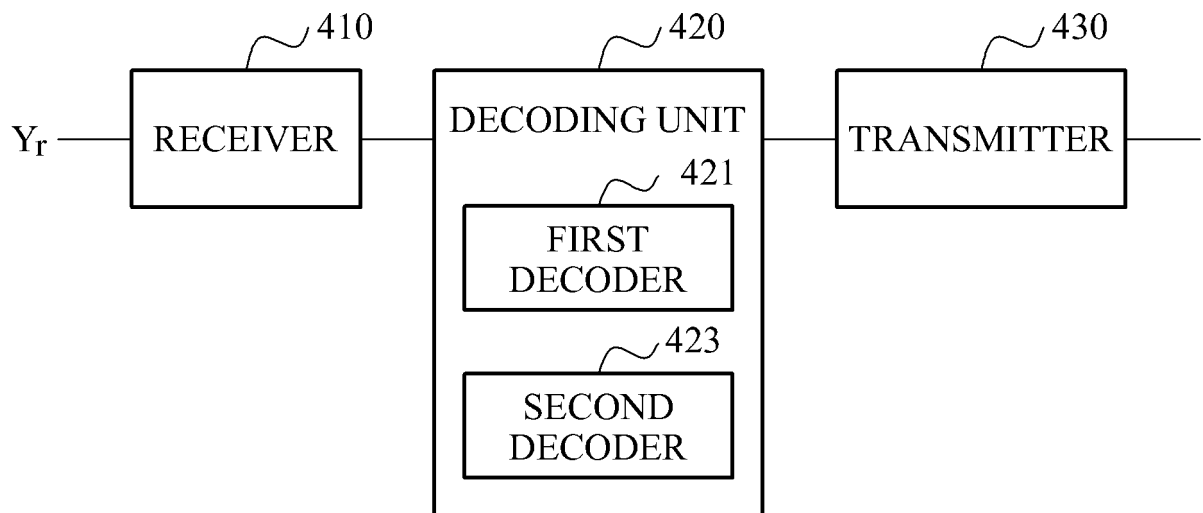 410
420
430
Yr
RECEIVER
DECODING UNIT
TRANSMITTER
421
FIRST
DECODER
423
SECOND
DECODER